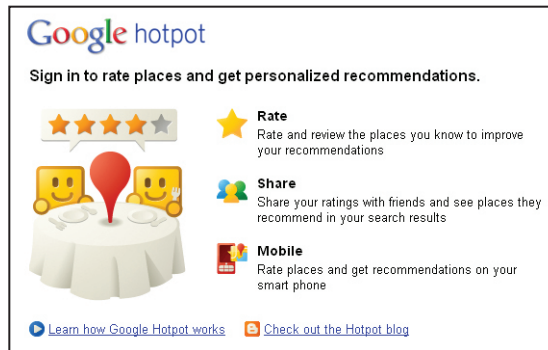 Google hotpot
Sign in to rate places and get personalized recommendations.
Rate
Rate and review the places you know to improve
your recommendations
Share
Share your ratings with friends and see places they
recommend in your search results
Mobile
Rate places and get recommendations on your
smart phone
Learn how Google Hotpot works
Check out the Hotpot blog